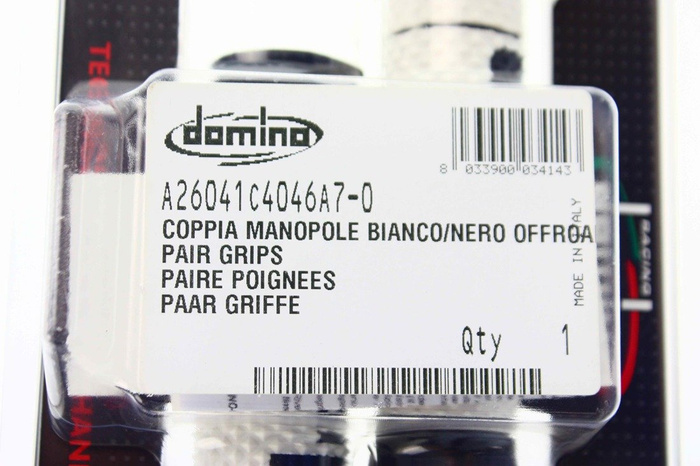 domino
8 033900 034143
A26041C4046A7-0
COPPIA MANOPOLE BIANCO/NERO OFFROA
PAIR GRIPS
PAIRE POIGNEES
PAAR GRIFFE
MADE IN ITALY
Qty 1
RACING